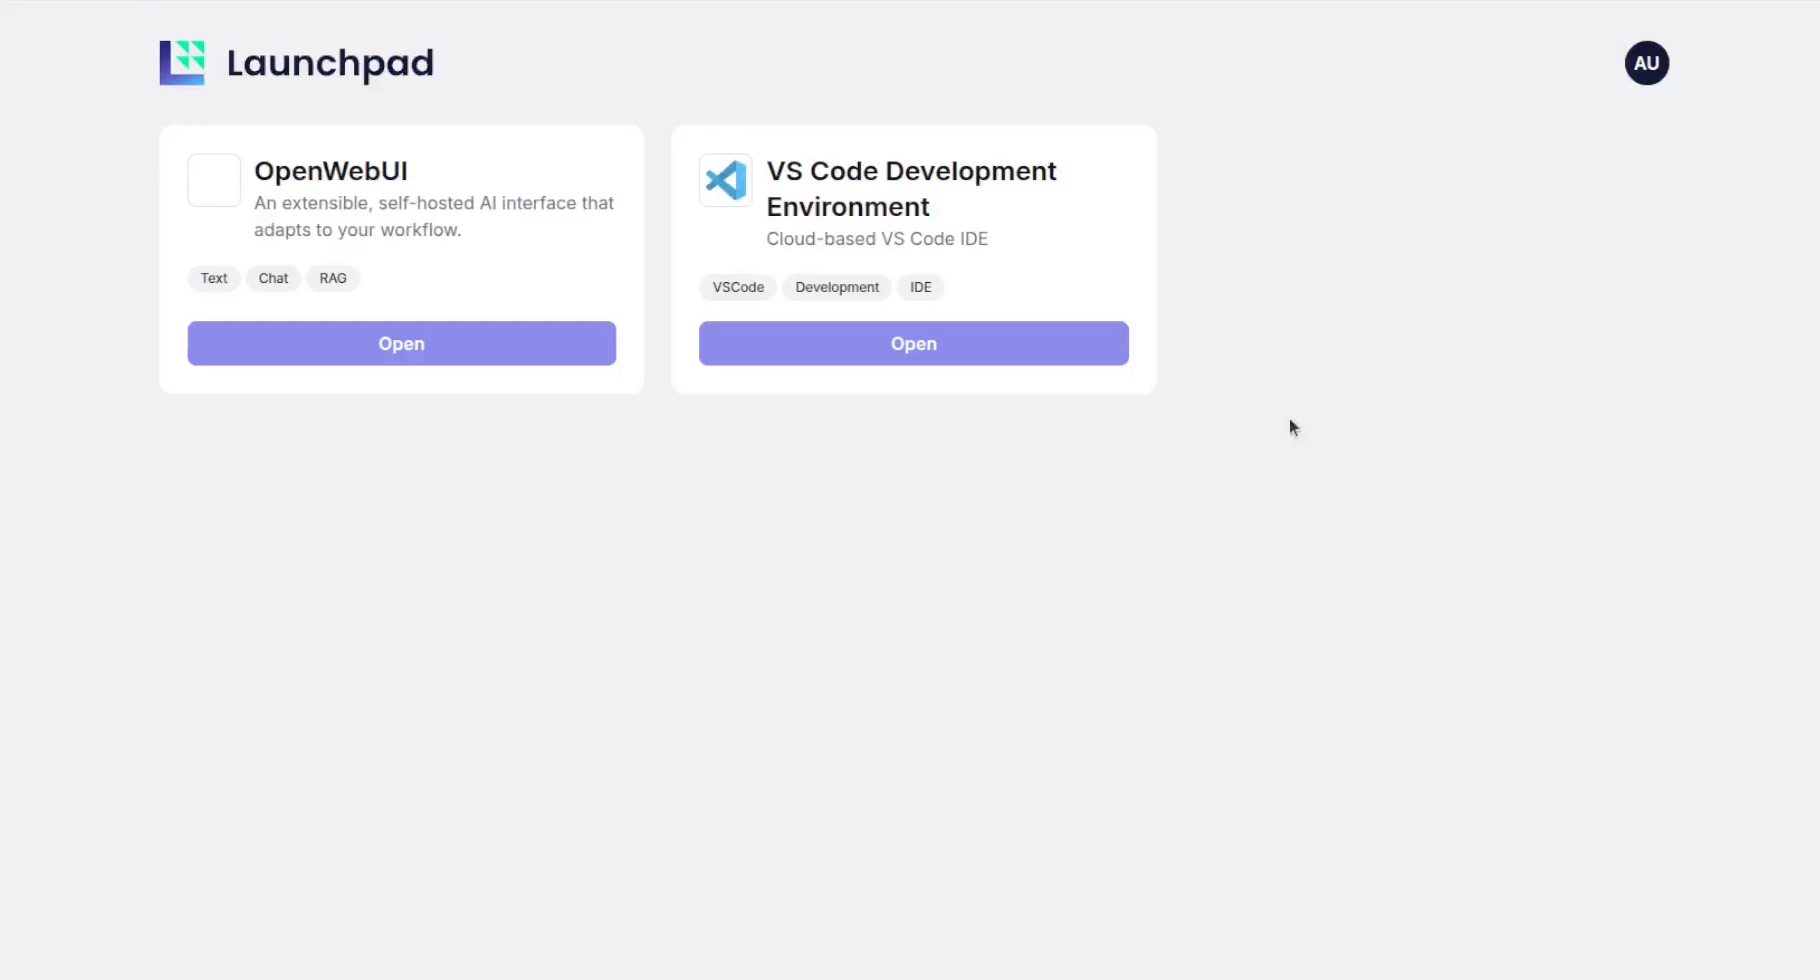 Launchpad
AU
OpenWebUI
An extensible, self-hosted AI interface that
adapts to your workflow.
Text
Chat
RAG
Open
VS Code Development
Environment
Cloud-based VS Code IDE
VSCode
Development
IDE
Open